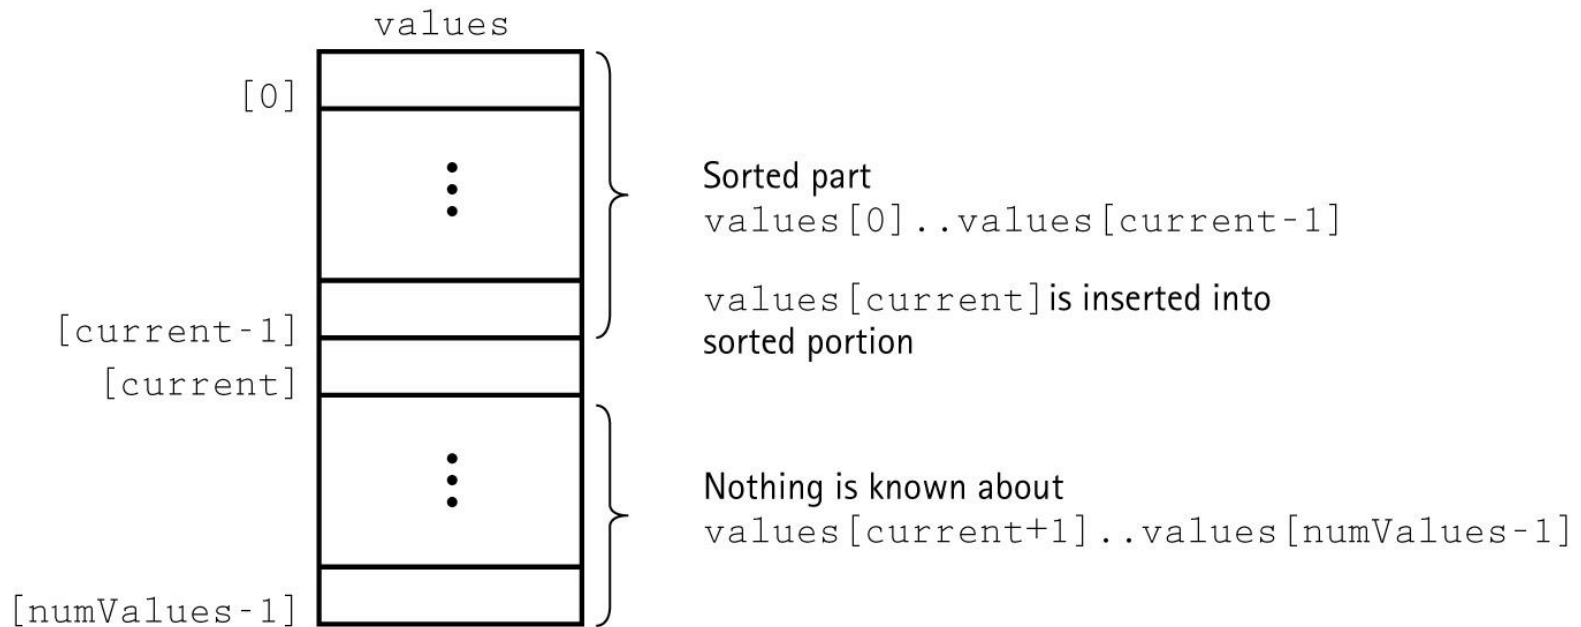 values
[0]
Sorted part
values[0]..values[current-1]
values[current] is inserted into
sorted portion
[current-1]
[current]
Nothing is known about
values[current+1]..values[numValues-1]
[numValues-1]